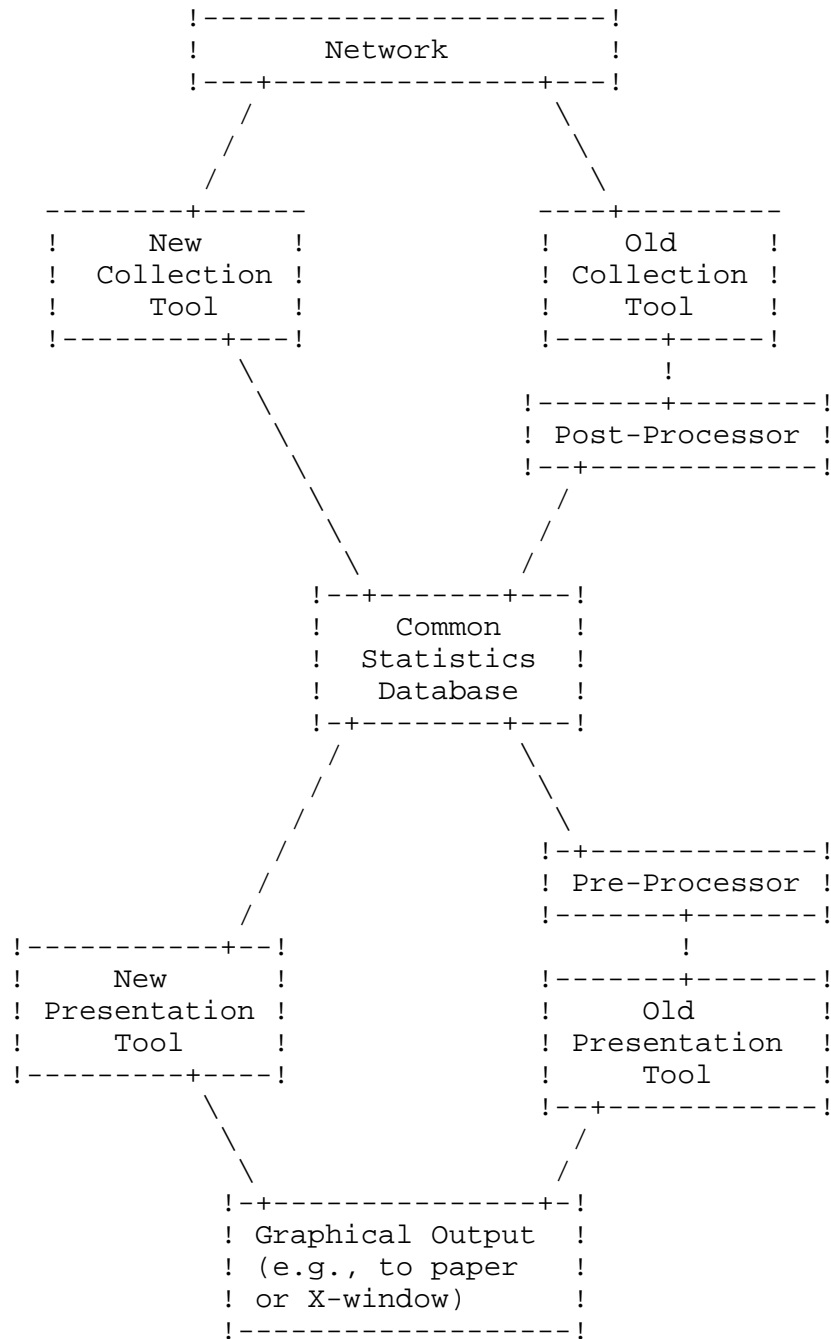 Network
New
Collection
Tool
Old
Collection
Tool
Post-Processor
Common
Statistics
Database
Pre-Processor
New
Presentation
Tool
Old
Presentation
Tool
Graphical Output
(e.g., to paper
or X-window)